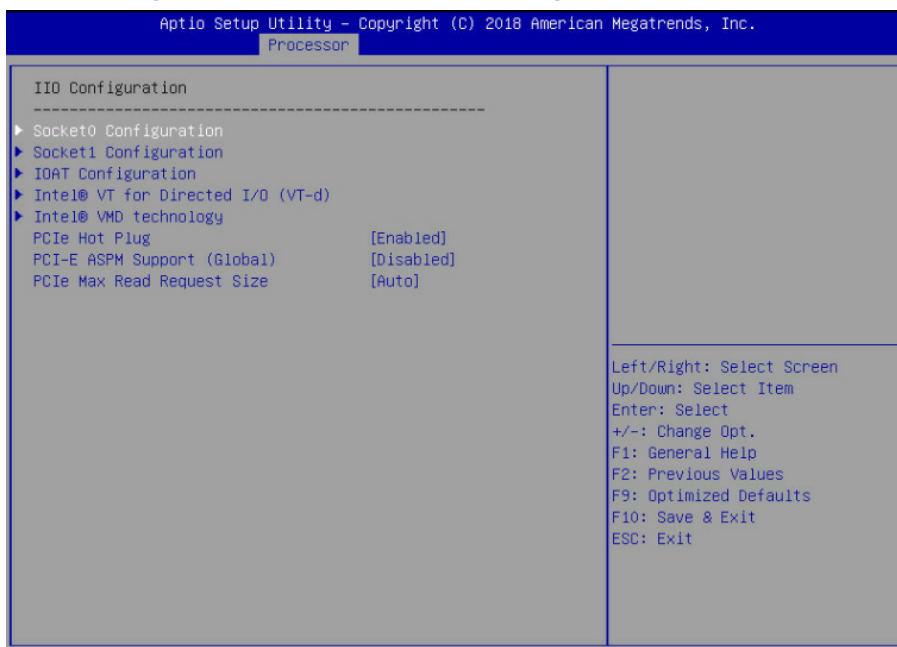 Aptio Setup Utility – Copyright (C) 2018 American Megatrends, Inc.
Processor
IIO Configuration
--------------------------------------------------
Socket0 Configuration
Socket1 Configuration
IOAT Configuration
Intel® VT for Directed I/O (VT-d)
Intel® VMD technology
PCIe Hot Plug [Enabled]
PCI-E ASPM Support (Global) [Disabled]
PCIe Max Read Request Size [Auto]
Left/Right: Select Screen
Up/Down: Select Item
Enter: Select
+/-: Change Opt.
F1: General Help
F2: Previous Values
F9: Optimized Defaults
F10: Save & Exit
ESC: Exit